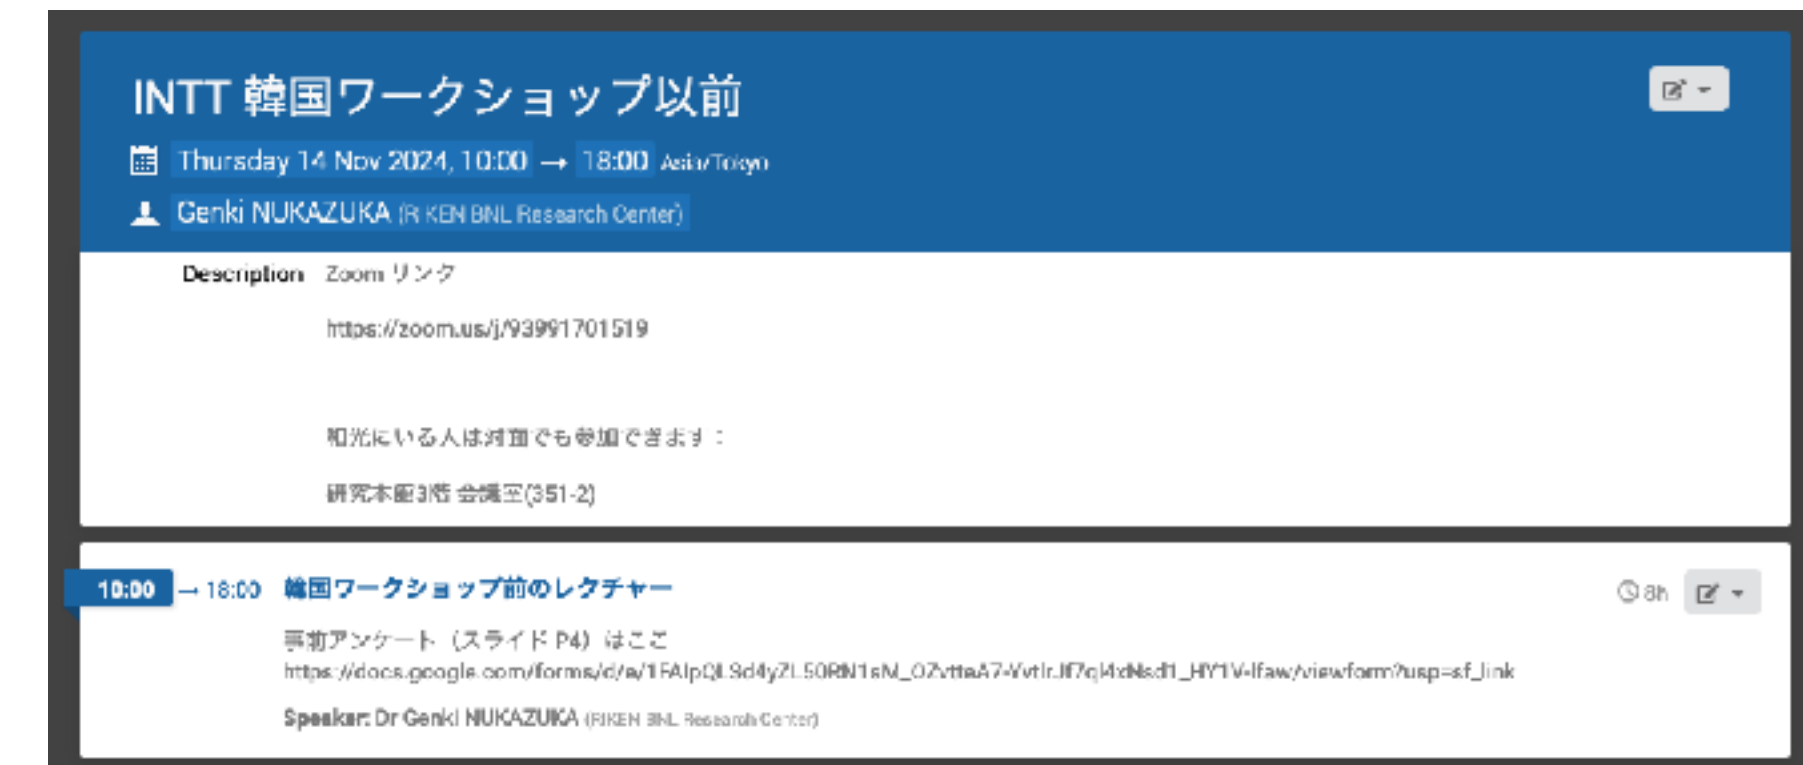 INTT 韓国ワークショップ以前
Thursday 14 Nov 2024, 10:00 → 18:00 Asia/Tokyo
Genki NUKAZUKA (RIKEN BNL Research Center)
Description Zoom リンク
https://zoom.us/j/93991701519
和光にいる人は対面でも参加できます：
研究本館3階 会議室(351-2)
10:00 → 18:00 韓国ワークショップ前のレクチャー
8h
事前アンケート（スライド P4）はここ
Speaker: Dr Genki NUKAZUKA (RIKEN BNL Research Center)